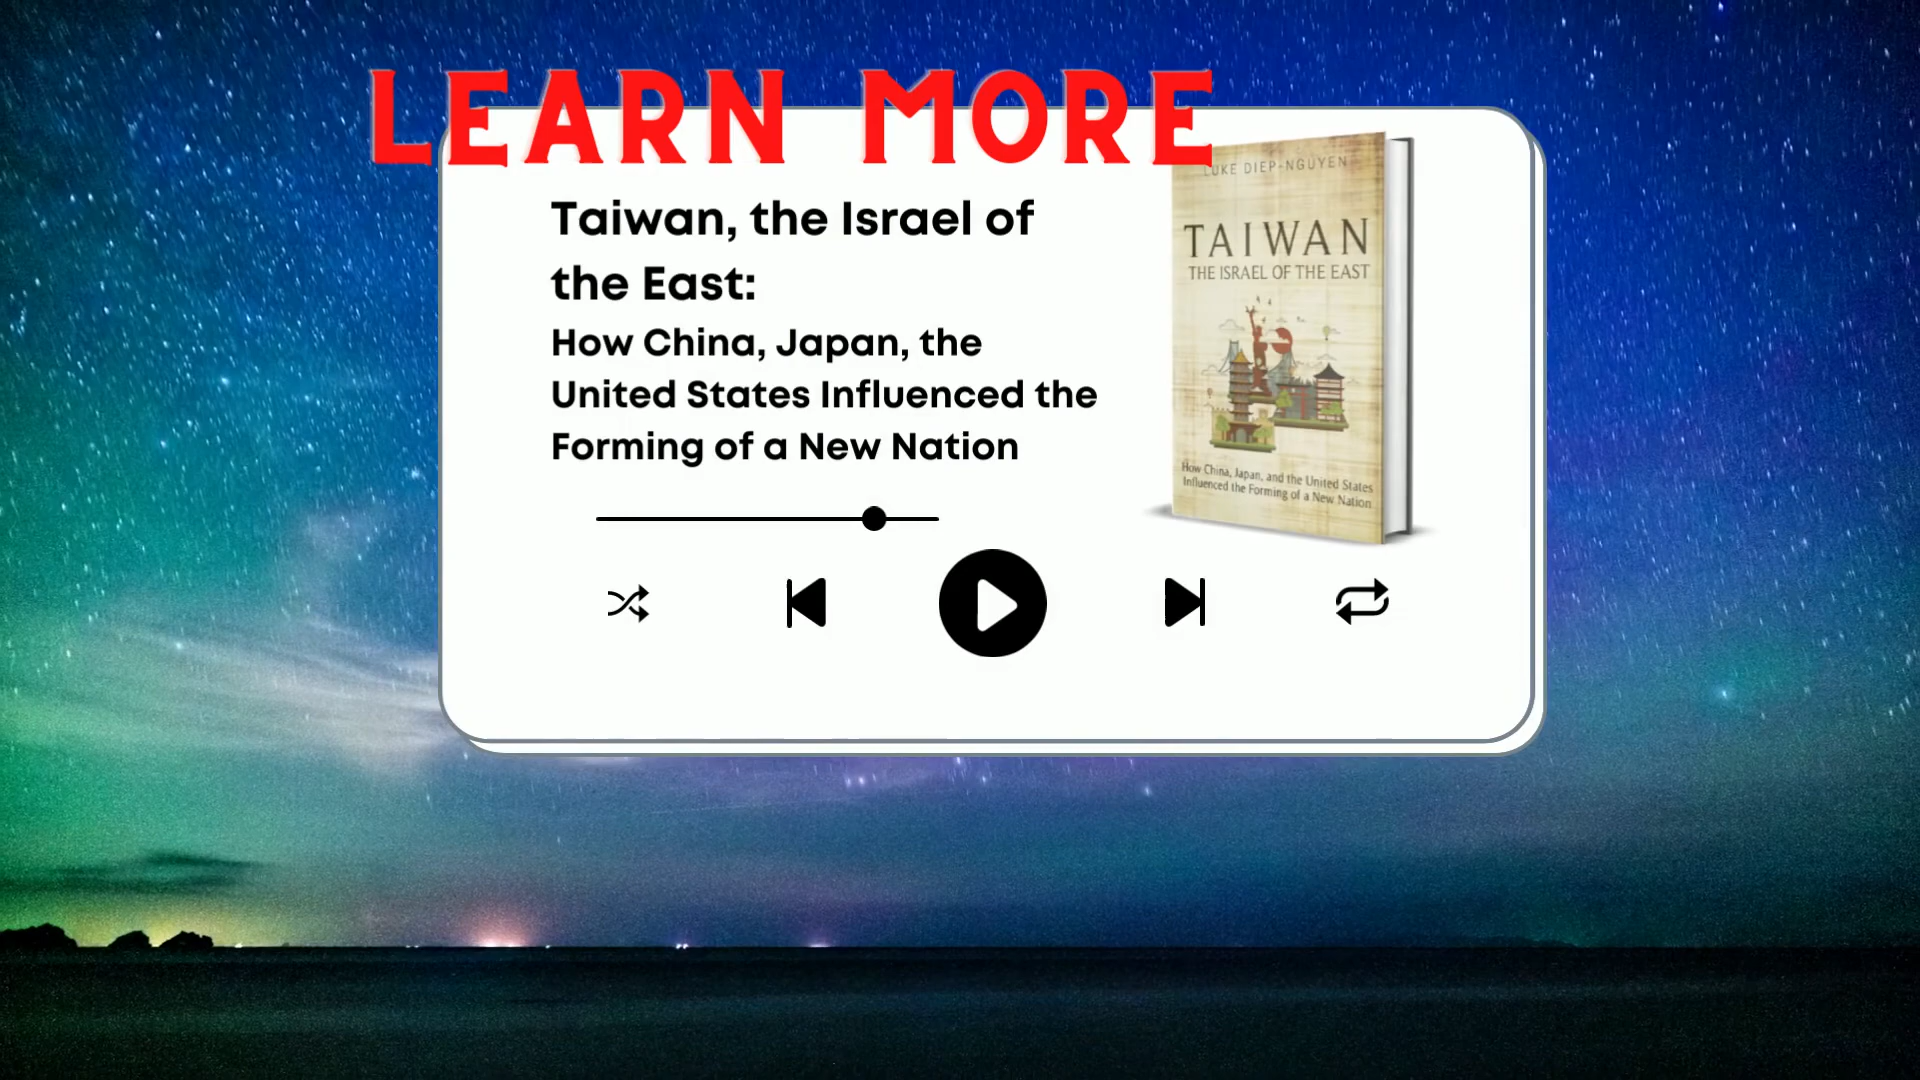 LEARN MORE
Taiwan, the Israel of
the East:
How China, Japan, the
United States Influenced the
Forming of a New Nation
LUKE DIEP-NGUYEN
TAIWAN
THE ISRAEL OF THE EAST
How China, Japan, and the United States
Influenced the Forming of a New Nation